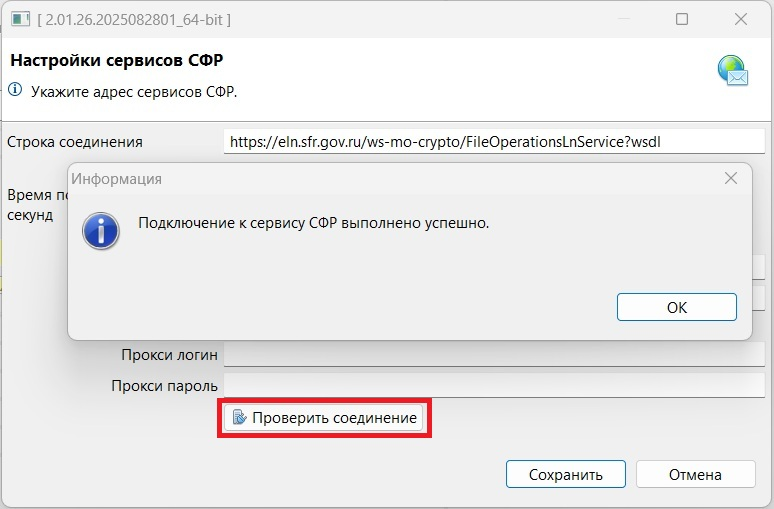 [ 2.01.26.2025082801_64-bit ]
Настройки сервисов СФР
Укажите адрес сервисов СФР.
Строка соединения
https://eln.sfr.gov.ru/ws-mo-crypto/FileOperationsLnService?wsdl
Информация
Время
секунд
Подключение к сервису СФР выполнено успешно.
OK
Прокси логин
Прокси пароль
Проверить соединение
Сохранить
Отмена